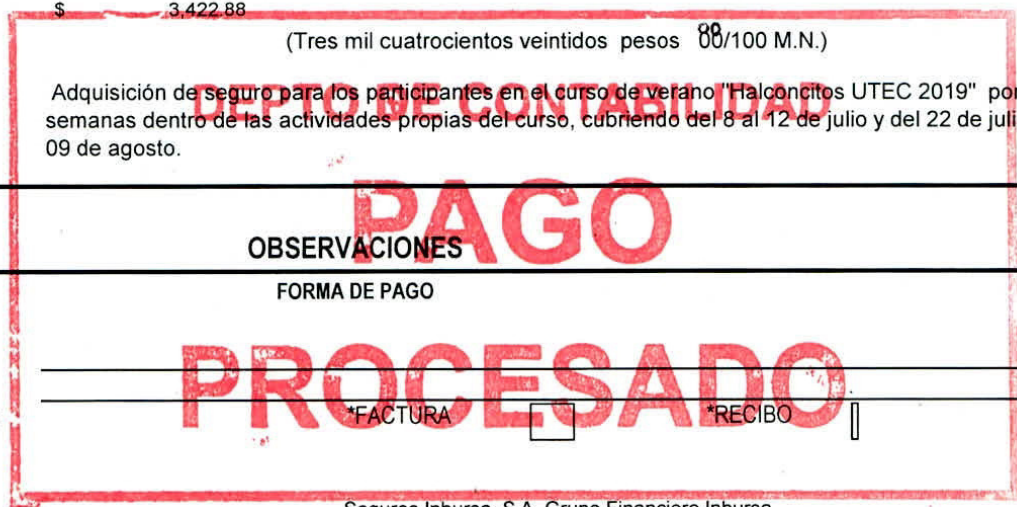 $ 3,422.88
(Tres mil cuatrocientos veintidos pesos 00/100 M.N.)
88
Adquisición de seguro para los participantes en el curso de verano "Halconcitos UTEC 2019" por
semanas dentro de las actividades propias del curso, cubriendo del 8 al 12 de julio y del 22 de juli
09 de agosto.
DEPTO DE CONTABILIDAD
PAGO
OBSERVACIONES
FORMA DE PAGO
PROCESADO
*FACTURA *RECIBO
Seguros Inbursa, S.A. Grupo Financiero Inbursa